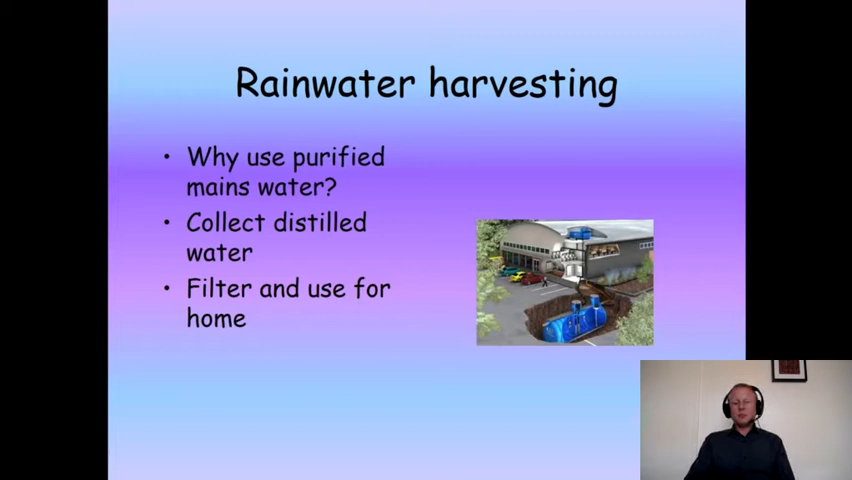 Rainwater harvesting
• Why use purified
mains water?
• Collect distilled
water
• Filter and use for
home